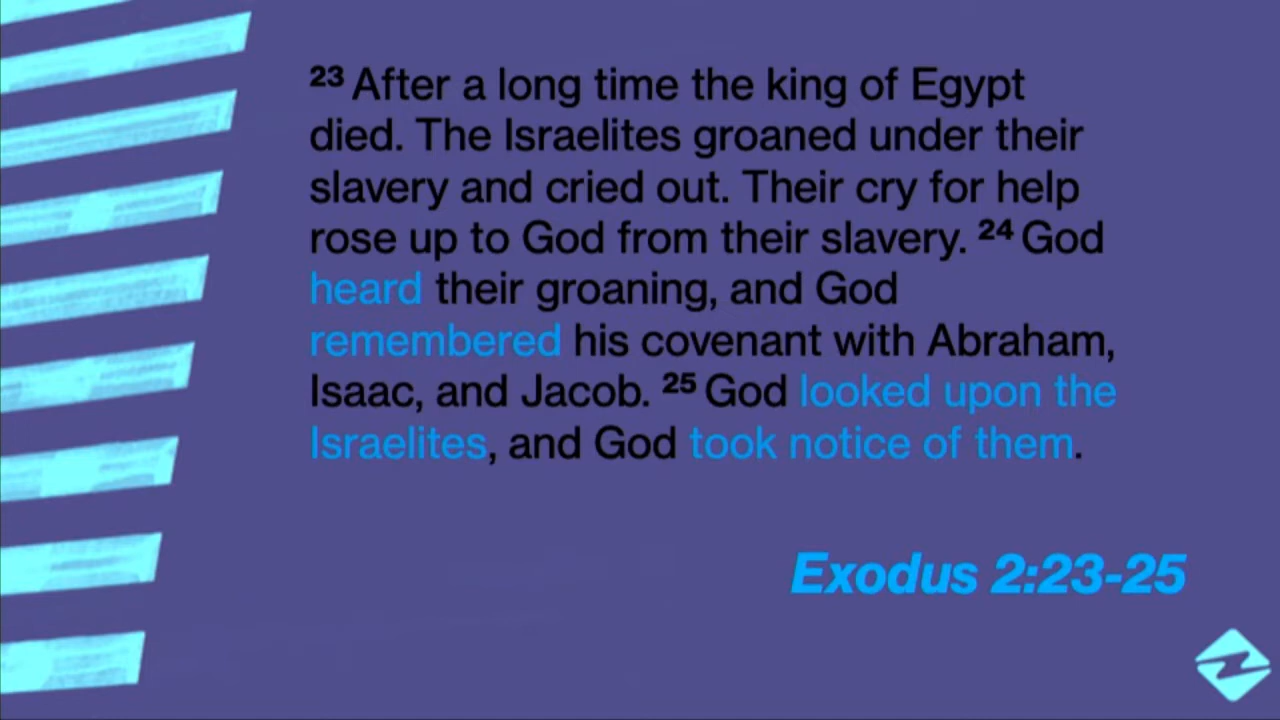 23 After a long time the king of Egypt
died. The Israelites groaned under their
slavery and cried out. Their cry for help
rose up to God from their slavery. 24 God
heard their groaning, and God
remembered his covenant with Abraham,
Isaac, and Jacob. 25 God looked upon the
Israelites, and God took notice of them.
Exodus 2:23-25